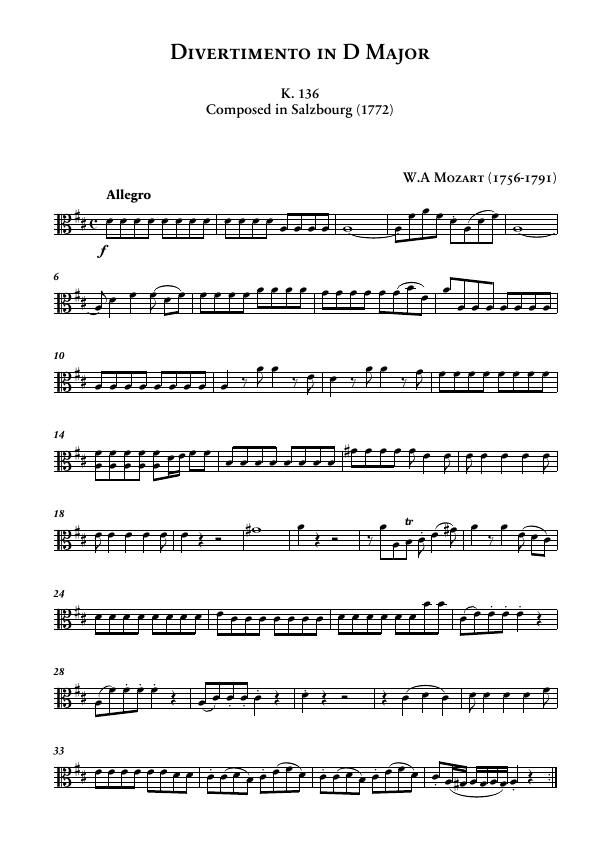 Divertimento in D Major
K. 136
Composed in Salzbourg (1772)
W.A Mozart (1756-1791)
Allegro
f
6
10
14
18
tr
24
28
33